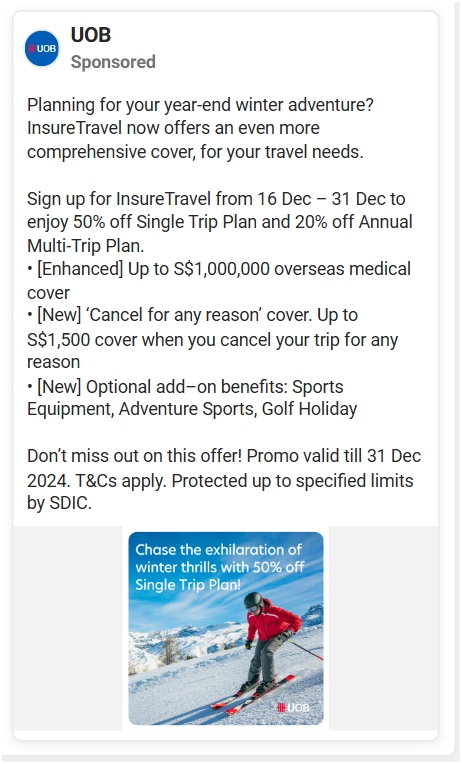 UOB
UOB
Sponsored
Planning for your year-end winter adventure?
InsureTravel now offers an even more
comprehensive cover, for your travel needs.
Sign up for InsureTravel from 16 Dec – 31 Dec to
enjoy 50% off Single Trip Plan and 20% off Annual
Multi-Trip Plan.
• [Enhanced] Up to S$1,000,000 overseas medical
cover
• [New] ‘Cancel for any reason’ cover. Up to
S$1,500 cover when you cancel your trip for any
reason
• [New] Optional add–on benefits: Sports
Equipment, Adventure Sports, Golf Holiday
Don’t miss out on this offer! Promo valid till 31 Dec
2024. T&Cs apply. Protected up to specified limits
by SDIC.
Chase the exhilaration of
winter thrills with 50% off
Single Trip Plan!
UOB